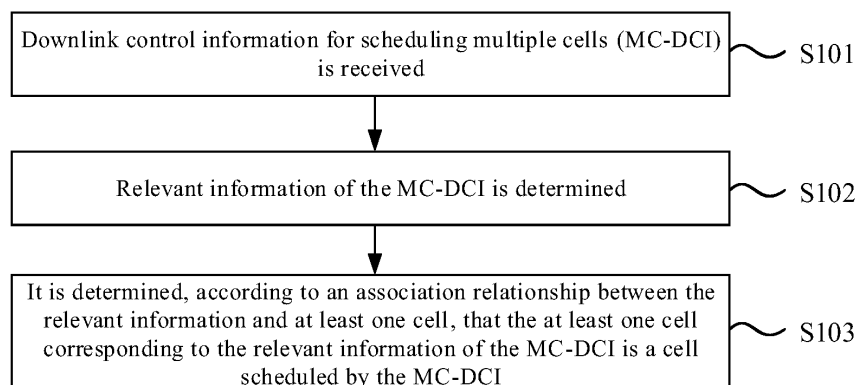 Downlink control information for scheduling multiple cells (MC-DCI)
is received
S101
Relevant information of the MC-DCI is determined
S102
It is determined, according to an association relationship between the
relevant information and at least one cell, that the at least one cell
corresponding to the relevant information of the MC-DCI is a cell
scheduled by the MC-DCI
S103